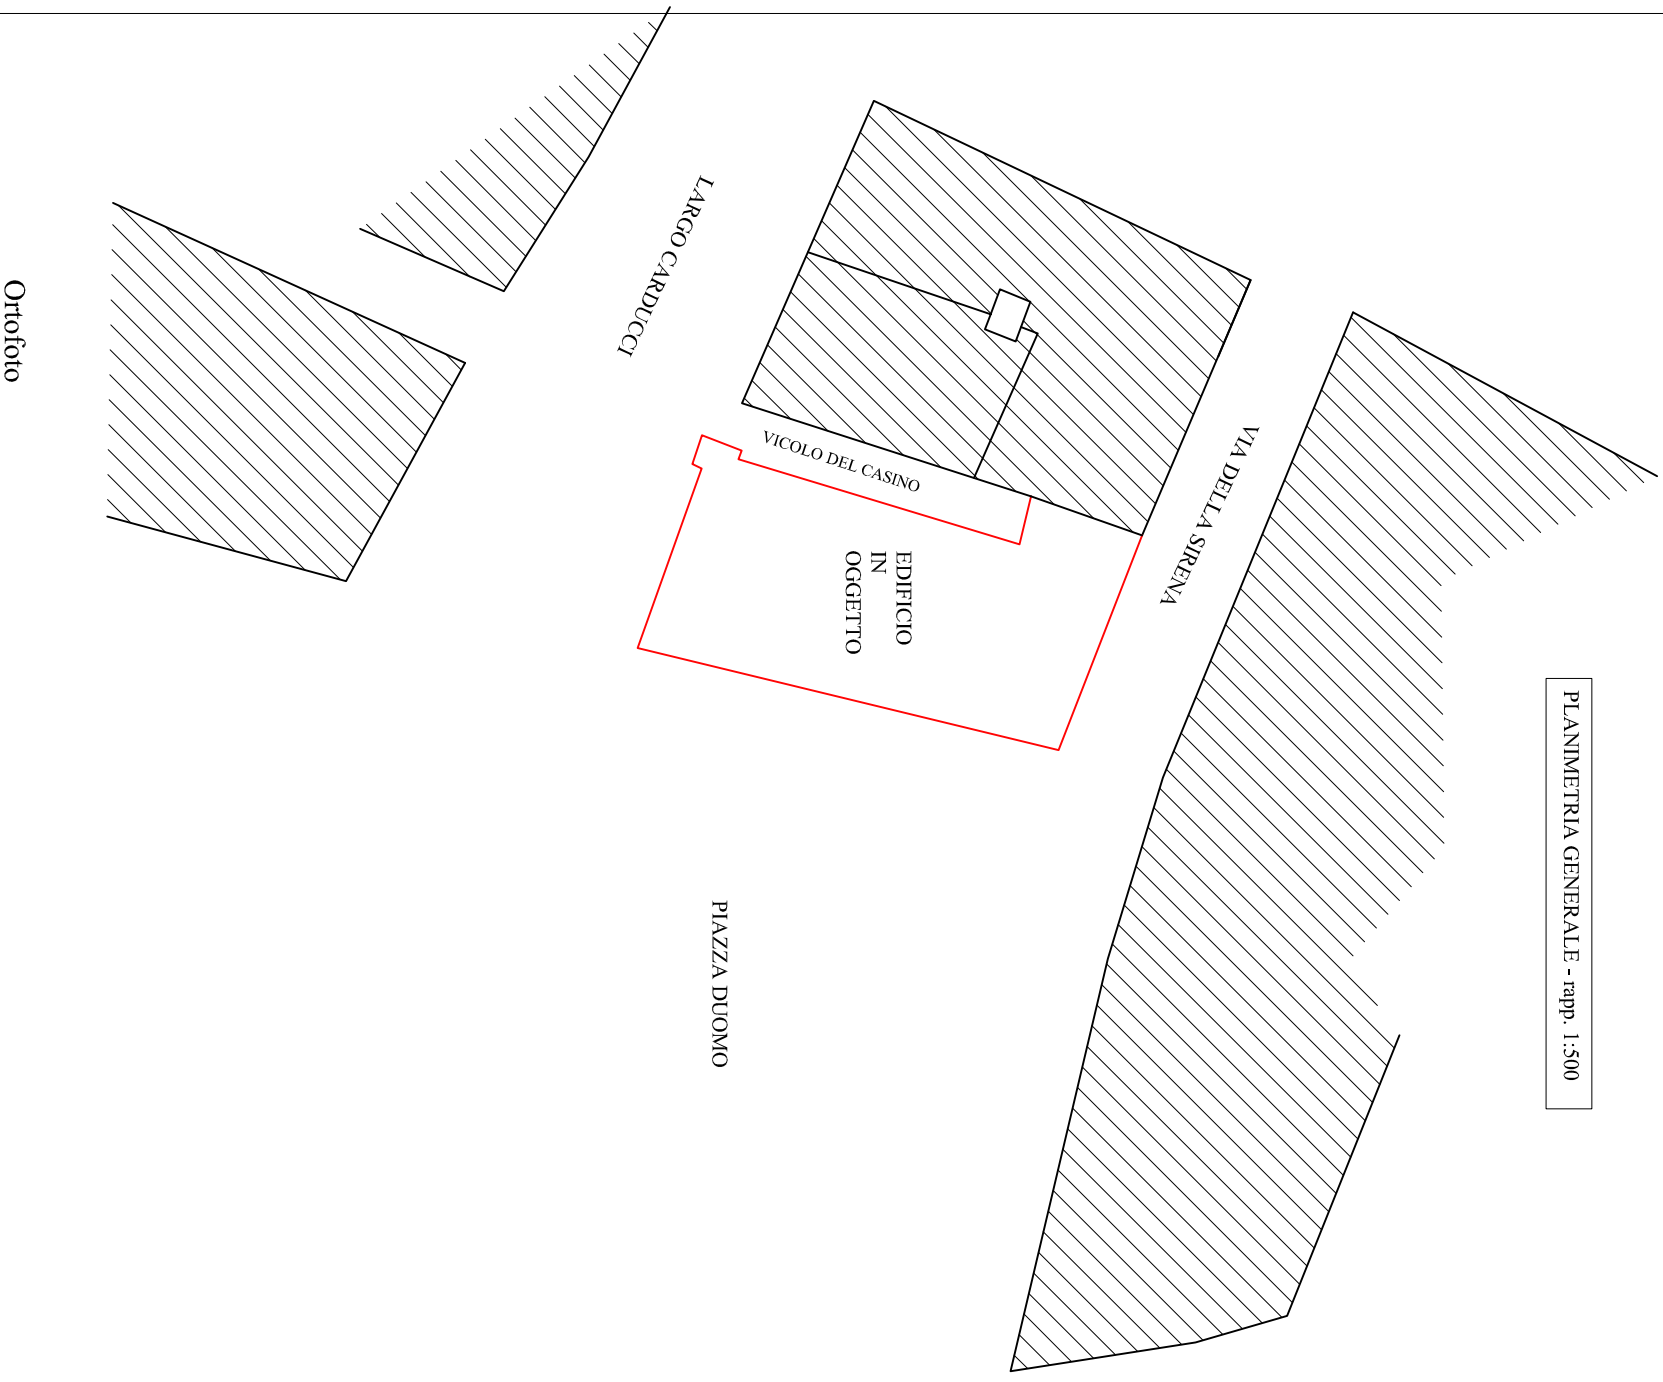 PLANIMETRIA GENERALE - rapp. 1:500
VIA DELLA SIRENA
EDIFICIO
IN
OGGETTO
VICOLO DEL CASINO
PIAZZA DUOMO
LARGO CARDUCCI
Ortofoto